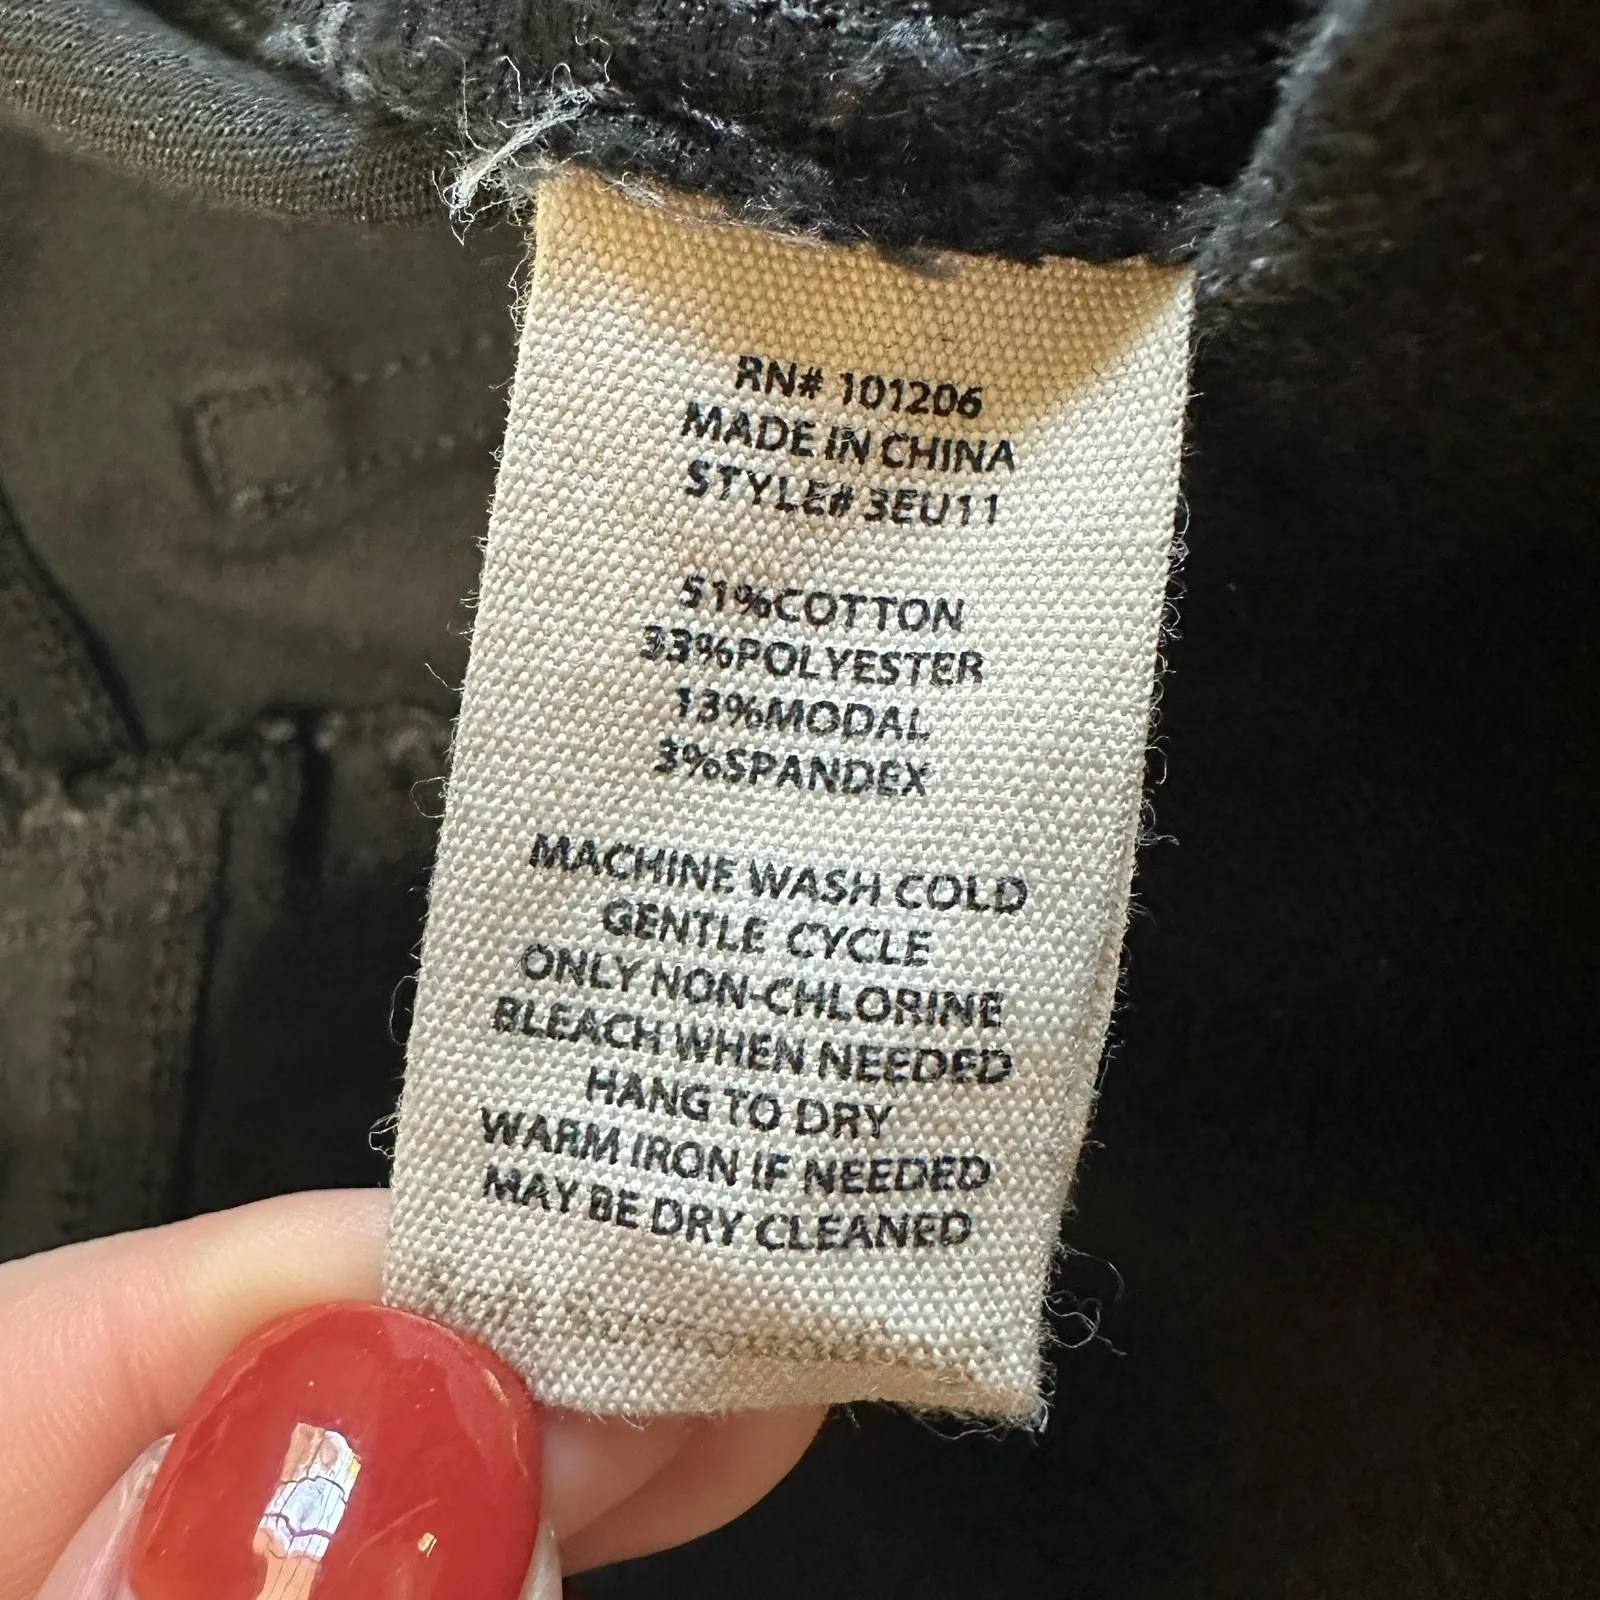 RN# 101206
MADE IN CHINA
STYLE# 3EU11
51%COTTON
33%POLYESTER
13%MODAL
3%SPANDEX
MACHINE WASH COLD
GENTLE CYCLE
ONLY NON-CHLORINE
BLEACH WHEN NEEDED
HANG TO DRY
WARM IRON IF NEEDED
MAY BE DRY CLEANED